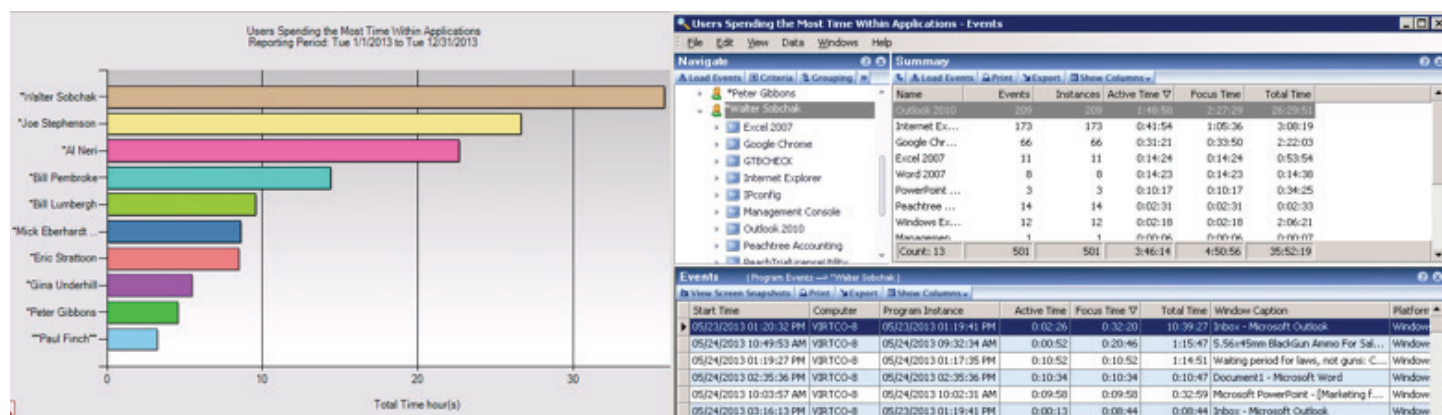 Users Spending the Most Time Within Applications
Reporting Period: Tue 1/1/2013 to Tue 12/31/2013
*Walter Sobchak
*Joe Stephenson
*Al Neri
*Bill Pembroke
*Bill Lumbergh
*Mick Eberhardt ...
*Eric Strattoon
*Gina Underhill
*Peter Gibbons
**Paul Finch**
0 10 20 30
Total Time hour(s)
Users Spending the Most Time Within Applications - Events
File Edit View Data Windows Help
Navigate
Load Events Criteria Grouping
*Peter Gibbons
*Walter Sobchak
Excel 2007
Google Chrome
GTBCHECK
Internet Explorer
IPconfig
Management Console
Outlook 2010
Peachtree Accounting
Summary
Load Events Print Export Show Columns
Name Events Instances Active Time Focus Time Total Time
Outlook 2010 209 209 1:48:58 2:27:29 26:29:51
Internet Ex... 173 173 0:41:54 1:05:36 3:08:19
Google Chr... 66 66 0:31:21 0:33:50 2:22:03
Excel 2007 11 11 0:14:24 0:14:24 0:53:54
Word 2007 8 8 0:14:23 0:14:23 0:14:38
PowerPoint ... 3 3 0:10:17 0:10:17 0:34:25
Peachtree ... 14 14 0:02:31 0:02:31 0:02:33
Windows Ex... 12 12 0:02:18 0:02:18 2:06:21
Managemen 1 1 0:00:06 0:00:06 0:00:07
Count: 13 501 501 3:46:14 4:50:56 35:52:19
Events (Program Events --> *Walter Sobchak)
View Screen Snapshots Print Export Show Columns
Start Time Computer Program Instance Active Time Focus Time Total Time Window Caption Platform
05/23/2013 01:20:32 PM VIRTCO-8 05/23/2013 01:19:41 PM 0:02:26 0:32:20 10:39:27 Inbox - Microsoft Outlook Window
05/24/2013 10:49:53 AM VIRTCO-8 05/24/2013 09:32:34 AM 0:00:52 0:20:46 1:15:47 5.56x45mm BlackGun Ammo For Sal... Window
05/24/2013 01:19:27 PM VIRTCO-8 05/24/2013 01:17:35 PM 0:10:52 0:10:52 1:14:51 Waiting period for laws, not guns: C... Window
05/24/2013 02:35:36 PM VIRTCO-8 05/24/2013 02:35:36 PM 0:10:34 0:10:34 0:10:47 Document1 - Microsoft Word Window
05/24/2013 10:03:57 AM VIRTCO-8 05/24/2013 10:02:31 AM 0:09:58 0:09:58 0:32:59 Microsoft PowerPoint - [Marketing f... Window
05/24/2013 03:16:13 PM VIRTCO-8 05/23/2013 01:19:41 PM 0:00:13 0:08:44 0:08:44 Inbox - Microsoft Outlook Window